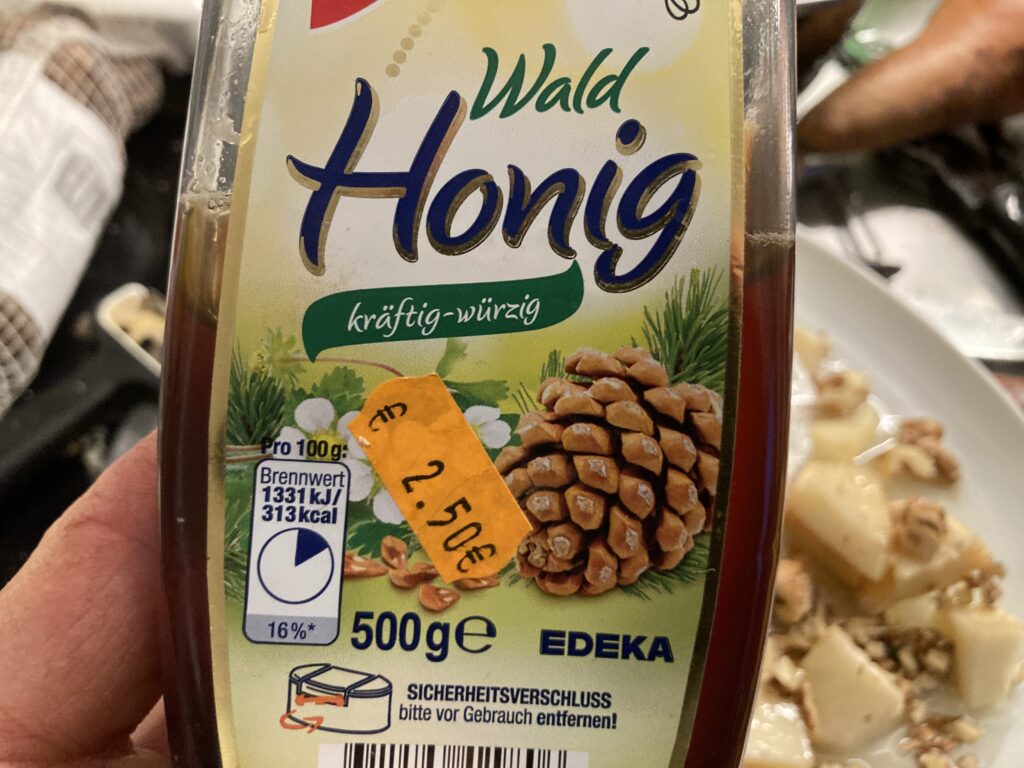 Wald
Honig
kräftig-würzig
Pro 100 g:
Brennwert
1331 kJ/
313 kcal
16%*
2.50€
500 g e
EDEKA
SICHERHEITSVERSCHLUSS
bitte vor Gebrauch entfernen!